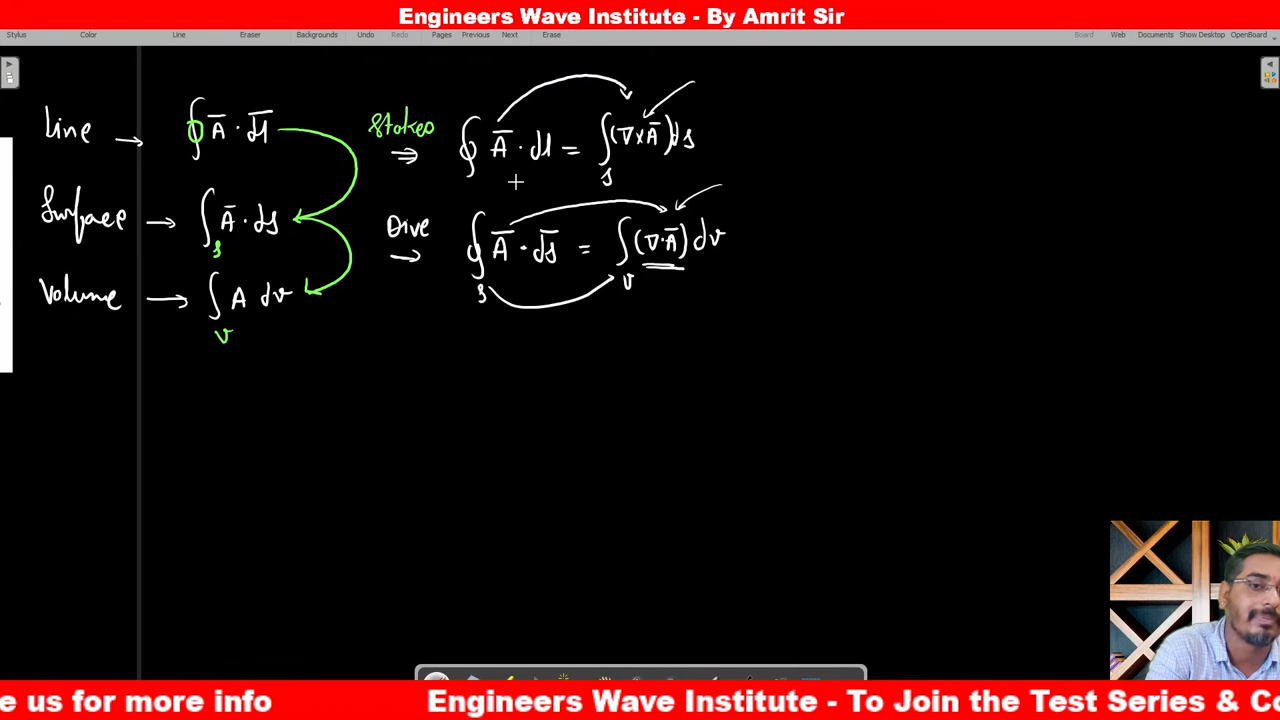 Engineers Wave Institute - By Amrit Sir
Stylus Color Line Eraser Backgrounds Undo Redo Pages Previous Next Erase Board Web Documents Show Desktop OpenBoard
Line → ∮ A̅ · d̅l̅ Stokes ⇒ ∮ A̅ · dl = ∫s (∇×A̅) ds
Surface → ∫s A̅ · ds Dive → ∮s A̅ · d̅s̅ = ∫v (∇·A̅) dv
Volume → ∫v A dv
e us for more info Engineers Wave Institute - To Join the Test Series & Co